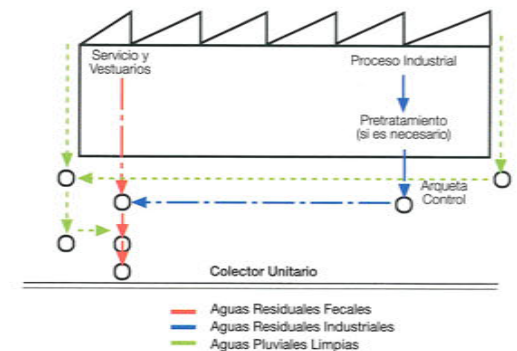 Servicio y
Vestuarios
Proceso Industrial
Pretratamiento
(si es necesario)
Arqueta
Control
Colector Unitario
Aguas Residuales Fecales
Aguas Residuales Industriales
Aguas Pluviales Limpias